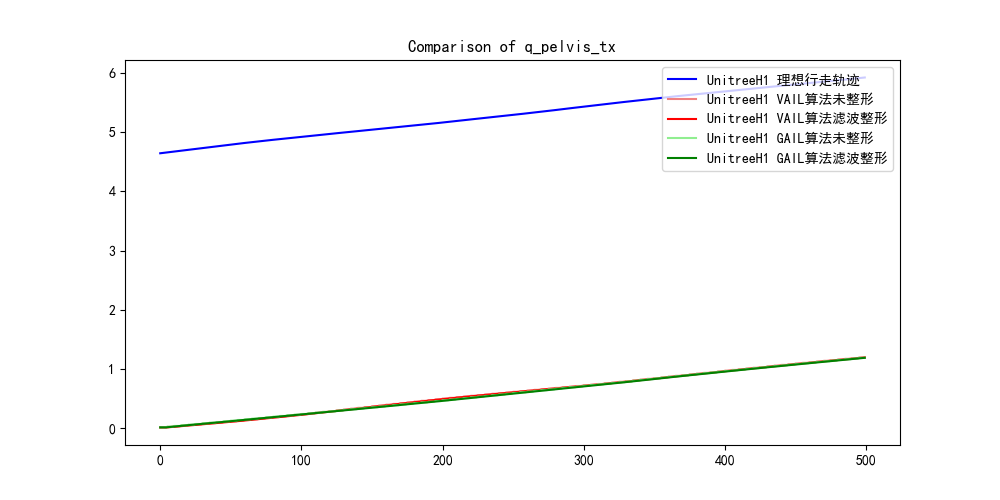 Comparison of q_pelvis_tx
6
5
4
3
2
1
0
UnitreeH1 理想行走轨迹
UnitreeH1 VAIL算法未整形
UnitreeH1 VAIL算法滤波整形
UnitreeH1 GAIL算法未整形
UnitreeH1 GAIL算法滤波整形
0 100 200 300 400 500